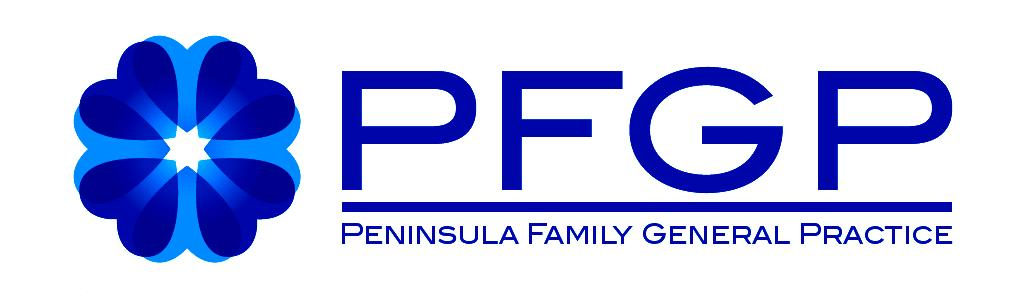 PFGP
PENINSULA FAMILY GENERAL PRACTICE